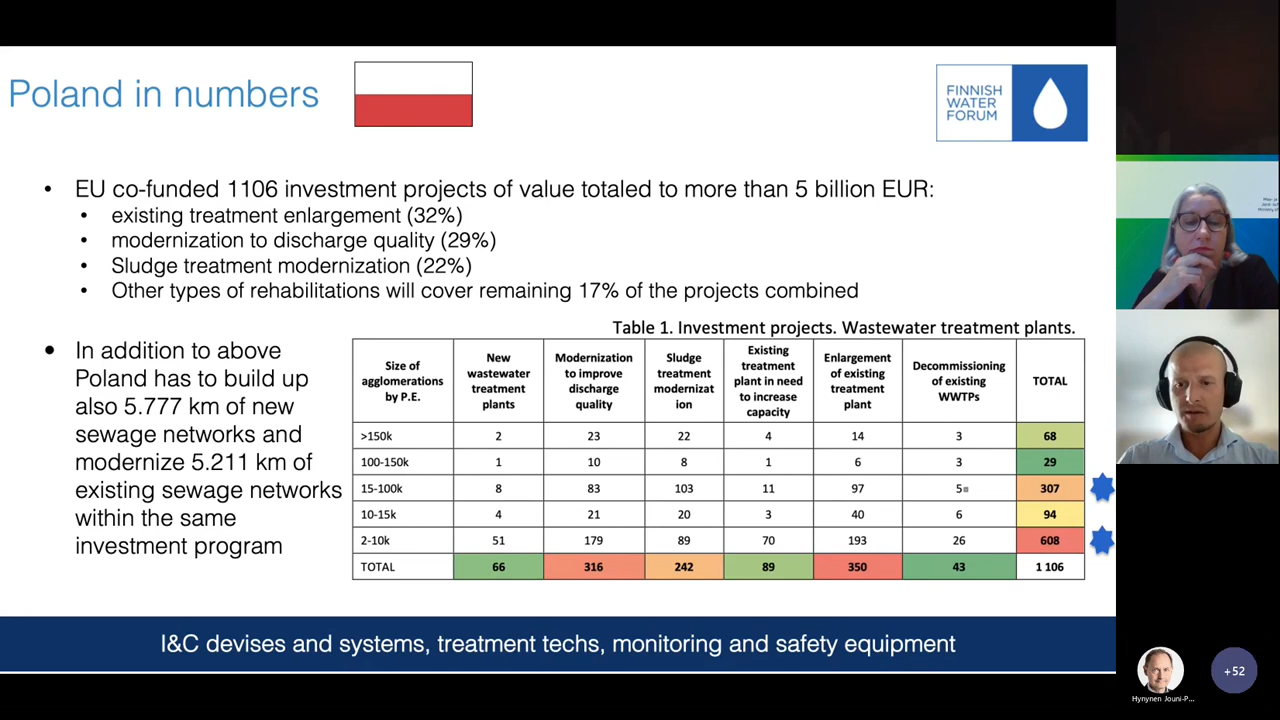 Poland in numbers
FINNISH
WATER
FORUM
• EU co-funded 1106 investment projects of value totaled to more than 5 billion EUR:
• existing treatment enlargement (32%)
• modernization to discharge quality (29%)
• Sludge treatment modernization (22%)
• Other types of rehabilitations will cover remaining 17% of the projects combined
• In addition to above
Poland has to build up
also 5.777 km of new
sewage networks and
modernize 5.211 km of
existing sewage networks
within the same
investment program
Table 1. Investment projects. Wastewater treatment plants.
Size of agglomerations by P.E. New wastewater treatment plants Modernization to improve discharge quality Sludge treatment modernizat ion Existing treatment plant in need to increase capacity Enlargement of existing treatment plant Decommissioning of existing WWTPs TOTAL
>150k 2 23 22 4 14 3 68
100-150k 1 10 8 1 6 3 29
15-100k 8 83 103 11 97 5 307
10-15k 4 21 20 3 40 6 94
2-10k 51 179 89 70 193 26 608
TOTAL 66 316 242 89 350 43 1 106
I&C devises and systems, treatment techs, monitoring and safety equipment
Hynynen Jouni-P...
+52